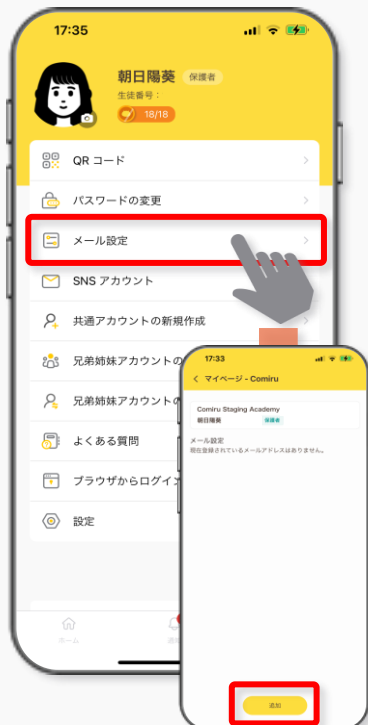 17:35
朝日陽葵 保護者
生徒番号：
18/18
QR コード
パスワードの変更
メール設定
SNS アカウント
共通アカウントの新規作成
兄弟姉妹アカウントの
兄弟姉妹アカウント
よくある質問
ブラウザからログイ
設定
ホーム
17:33
マイページ - Comiru
Comiru Staging Academy
朝日陽葵 保護者
メール設定
現在登録されているメールアドレスはありません。
追加